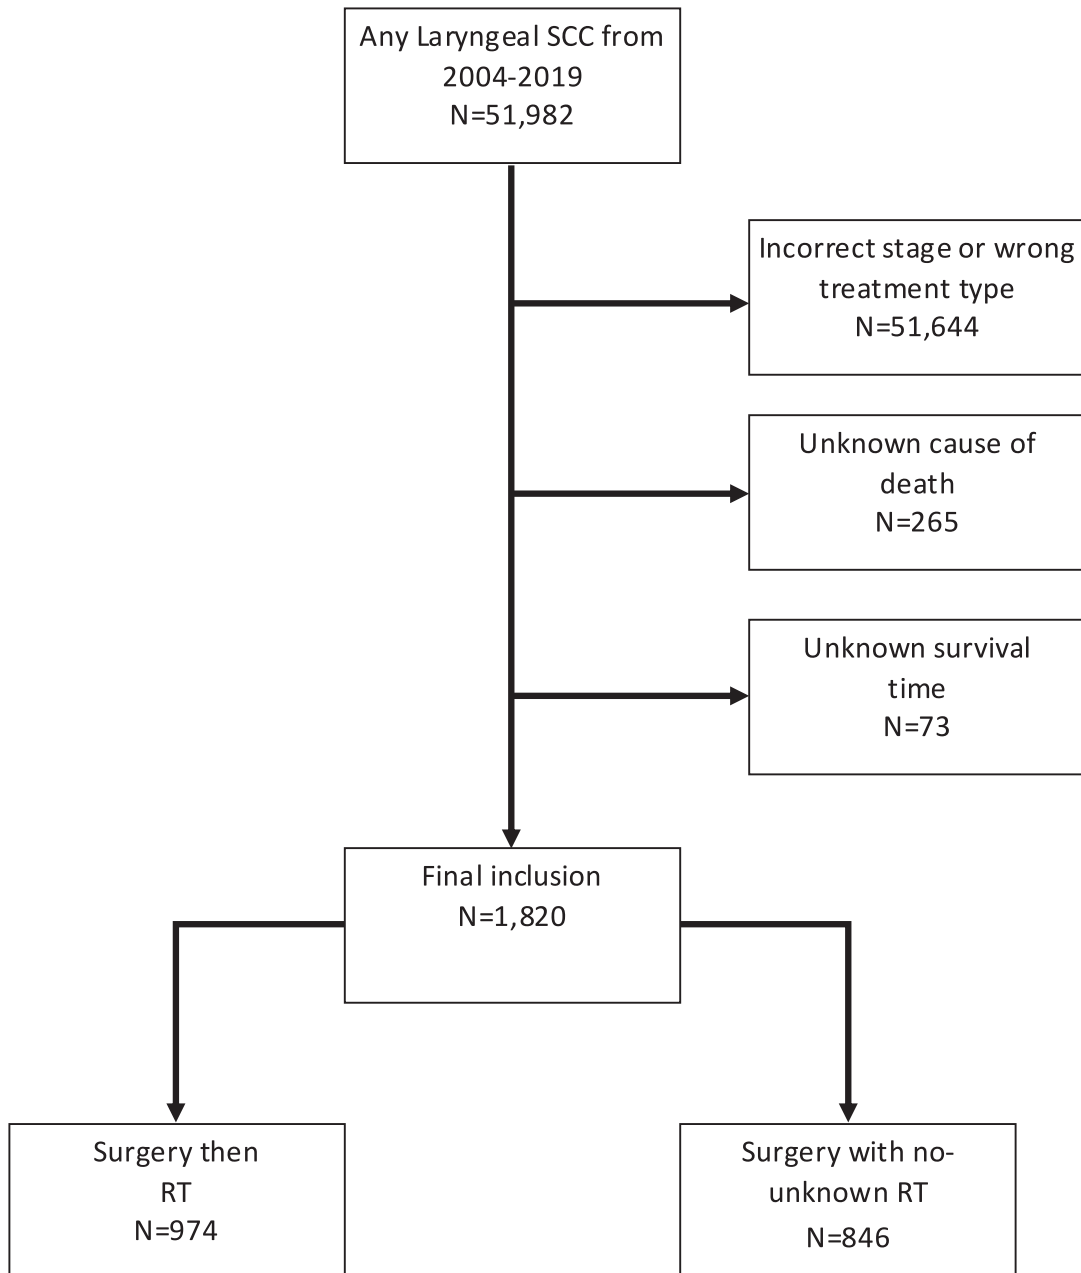 Any Laryngeal SCC from
2004-2019
N=51,982
Incorrect stage or wrong
treatment type
N=51,644
Unknown cause of
death
N=265
Unknown survival
time
N=73
Final inclusion
N=1,820
Surgery then
RT
N=974
Surgery with no-
unknown RT
N=846